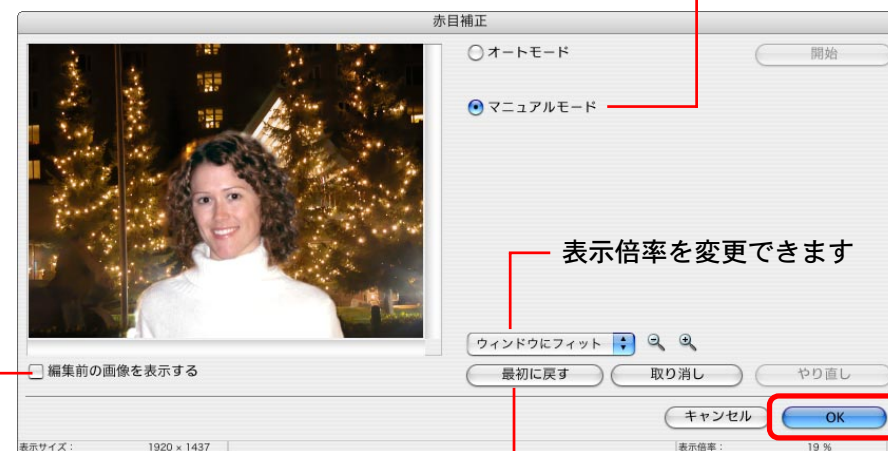 赤目補正
オートモード
開始
マニュアルモード
表示倍率を変更できます
ウィンドウにフィット
編集前の画像を表示する
最初に戻す
取り消し
やり直し
キャンセル
OK
表示サイズ： 1920 × 1437
表示倍率： 19 %